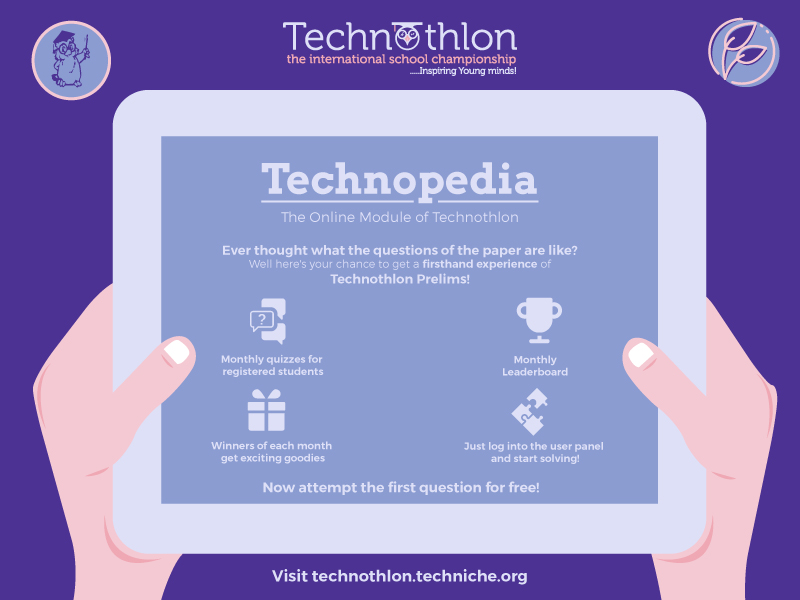 Technothlon
the international school championship
.....Inspiring Young minds!
Technopedia
The Online Module of Technothlon
Ever thought what the questions of the paper are like?
Well here's your chance to get a firsthand experience of
Technothlon Prelims!
?
Monthly quizzes for
registered students
Monthly
Leaderboard
Winners of each month
get exciting goodies
Just log into the user panel
and start solving!
Now attempt the first question for free!
Visit technothlon.techniche.org